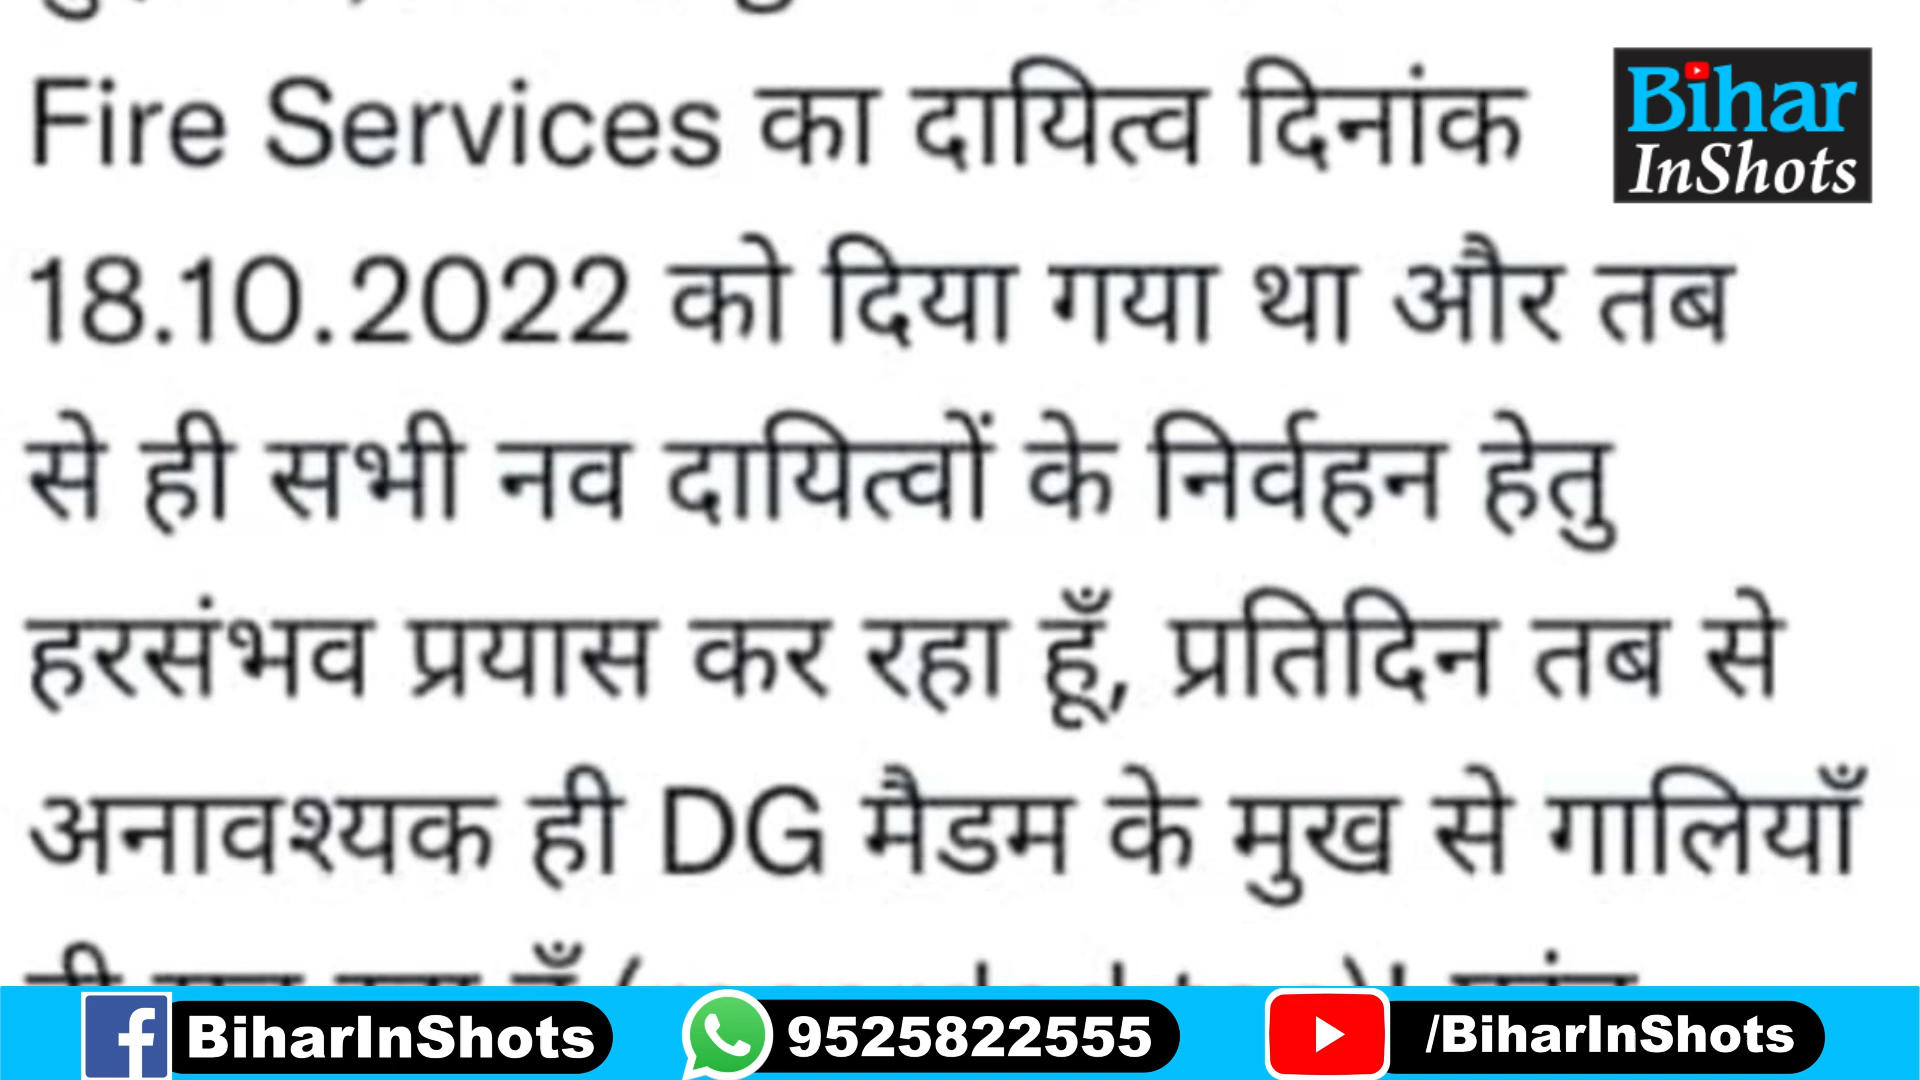 Fire Services का दायित्व दिनांक
Bihar
InShots
18.10.2022 को दिया गया था और तब
से ही सभी नव दायित्वों के निर्वहन हेतु
हरसंभव प्रयास कर रहा हूँ, प्रतिदिन तब से
अनावश्यक ही DG मैडम के मुख से गालियाँ
BiharInShots
9525822555
/BiharInShots